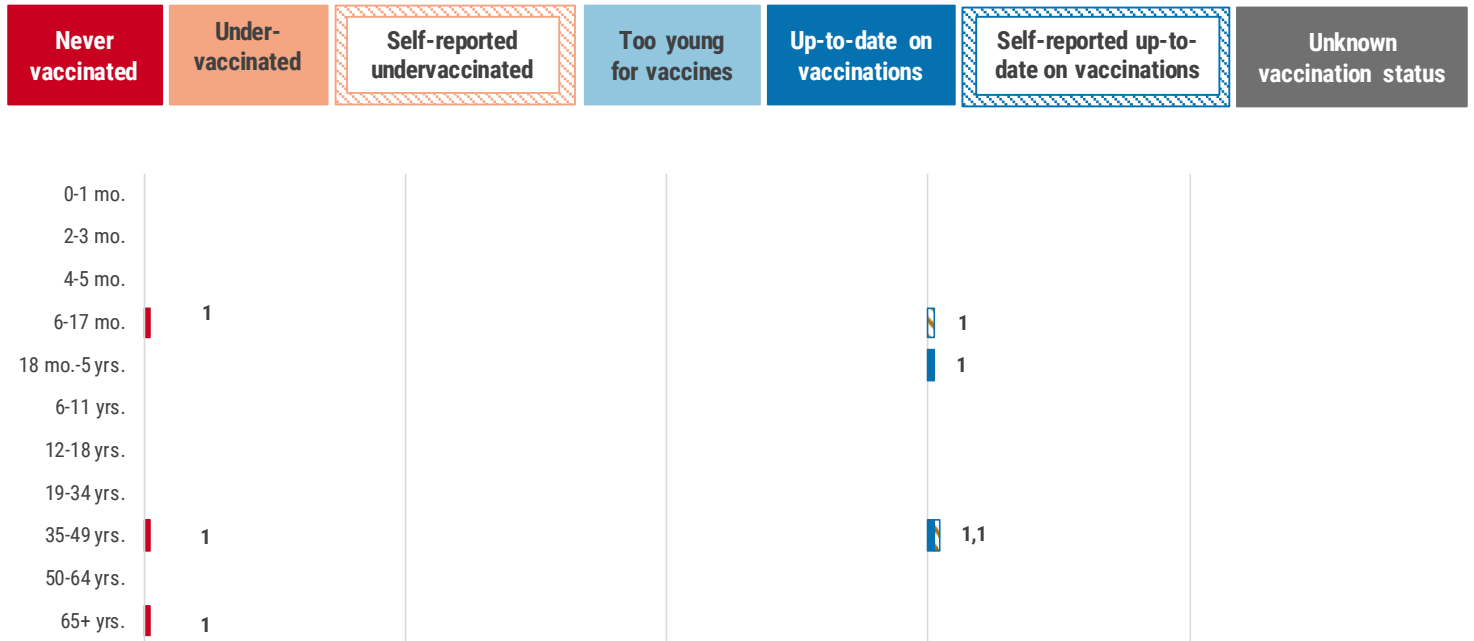 Never
vaccinated
Under-
vaccinated
Self-reported
undervaccinated
Too young
for vaccines
Up-to-date on
vaccinations
Self-reported up-to-
date on vaccinations
Unknown
vaccination status
0-1 mo.
2-3 mo.
4-5 mo.
6-17 mo. 1 1
18 mo.-5 yrs. 1
6-11 yrs.
12-18 yrs.
19-34 yrs.
35-49 yrs. 1 1,1
50-64 yrs.
65+ yrs. 1